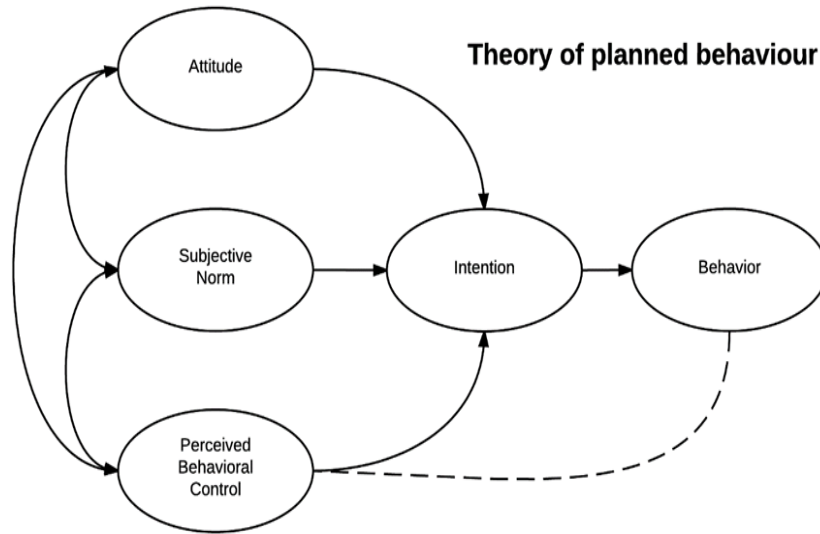 Theory of planned behaviour
Attitude
Subjective
Norm
Intention
Behavior
Perceived
Behavioral
Control